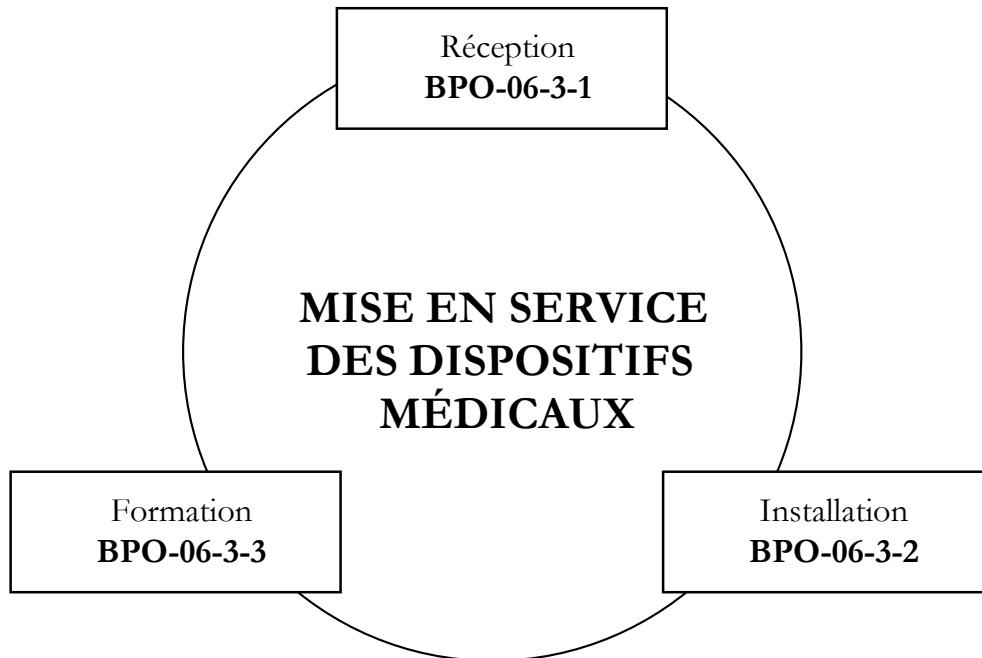 Réception
BPO-06-3-1
MISE EN SERVICE
DES DISPOSITIFS
MÉDICAUX
Formation
BPO-06-3-3
Installation
BPO-06-3-2